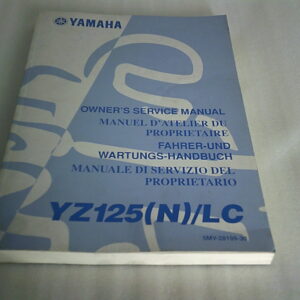 YAMAHA
OWNER'S SERVICE MANUAL
MANUEL D'ATELIER DU
PROPRIETAIRE
FAHRER-UND
WARTUNGS-HANDBUCH
MANUALE DI SERVIZIO DEL
PROPRIETARIO
YZ125(N)/LC